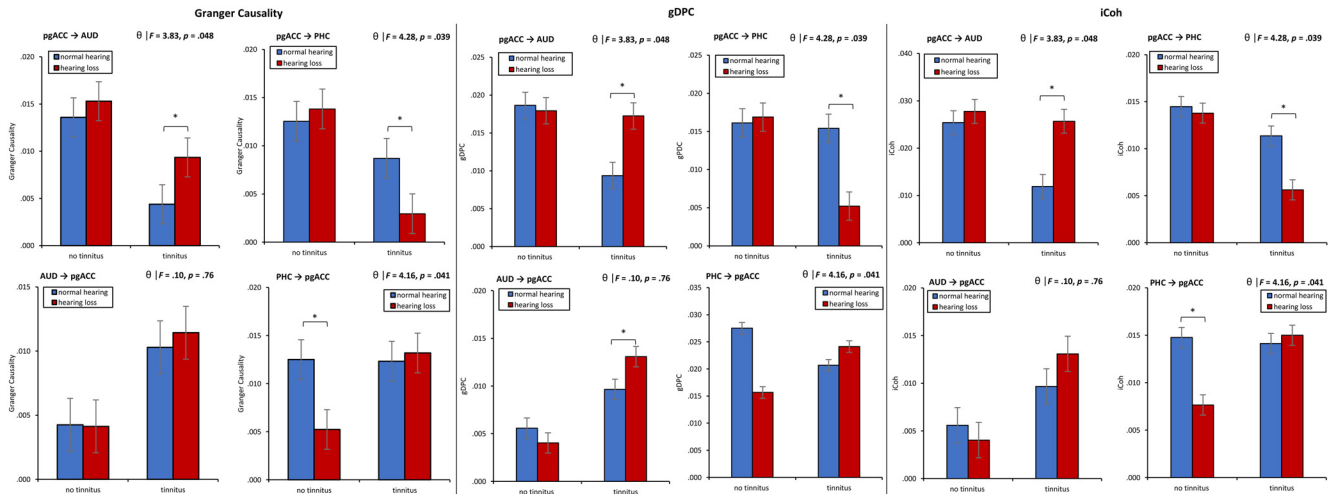 Granger Causality
gDPC
iCoh
pgACC → AUD
θ | F = 3.83, p = .048
normal hearing
hearing loss
Granger Causality
.020
.015
.010
.005
.000
no tinnitus
tinnitus
*
pgACC → PHC
θ | F = 4.28, p = .039
normal hearing
hearing loss
Granger Causality
.020
.015
.010
.005
.000
no tinnitus
tinnitus
*
pgACC → AUD
θ | F = 3.83, p = .048
normal hearing
hearing loss
gDPC
.025
.020
.015
.010
.005
.000
no tinnitus
tinnitus
*
pgACC → PHC
θ | F = 4.28, p = .039
normal hearing
hearing loss
gPDC
.025
.020
.015
.010
.005
.000
no tinnitus
tinnitus
*
pgACC → AUD
θ | F = 3.83, p = .048
normal hearing
hearing loss
iCoh
.040
.030
.020
.010
.000
no tinnitus
tinnitus
*
pgACC → PHC
θ | F = 4.28, p = .039
normal hearing
hearing loss
iCoh
.020
.015
.010
.005
.000
no tinnitus
tinnitus
*
AUD → pgACC
θ | F = .10, p = .76
normal hearing
hearing loss
Granger Causality
.015
.010
.005
.000
no tinnitus
tinnitus
PHC → pgACC
θ | F = 4.16, p = .041
normal hearing
hearing loss
Granger Causality
.020
.015
.010
.005
.000
no tinnitus
tinnitus
*
AUD → pgACC
θ | F = .10, p = .76
normal hearing
hearing loss
gDPC
.020
.015
.010
.005
.000
no tinnitus
tinnitus
*
PHC → pgACC
θ | F = 4.16, p = .041
normal hearing
hearing loss
gDPC
.035
.030
.025
.020
.015
.010
.005
.000
no tinnitus
tinnitus
AUD → pgACC
θ | F = .10, p = .76
normal hearing
hearing loss
iCoh
.020
.015
.010
.005
.000
no tinnitus
tinnitus
PHC → pgACC
θ | F = 4.16, p = .041
normal hearing
hearing loss
iCoh
.020
.015
.010
.005
.000
no tinnitus
tinnitus
*